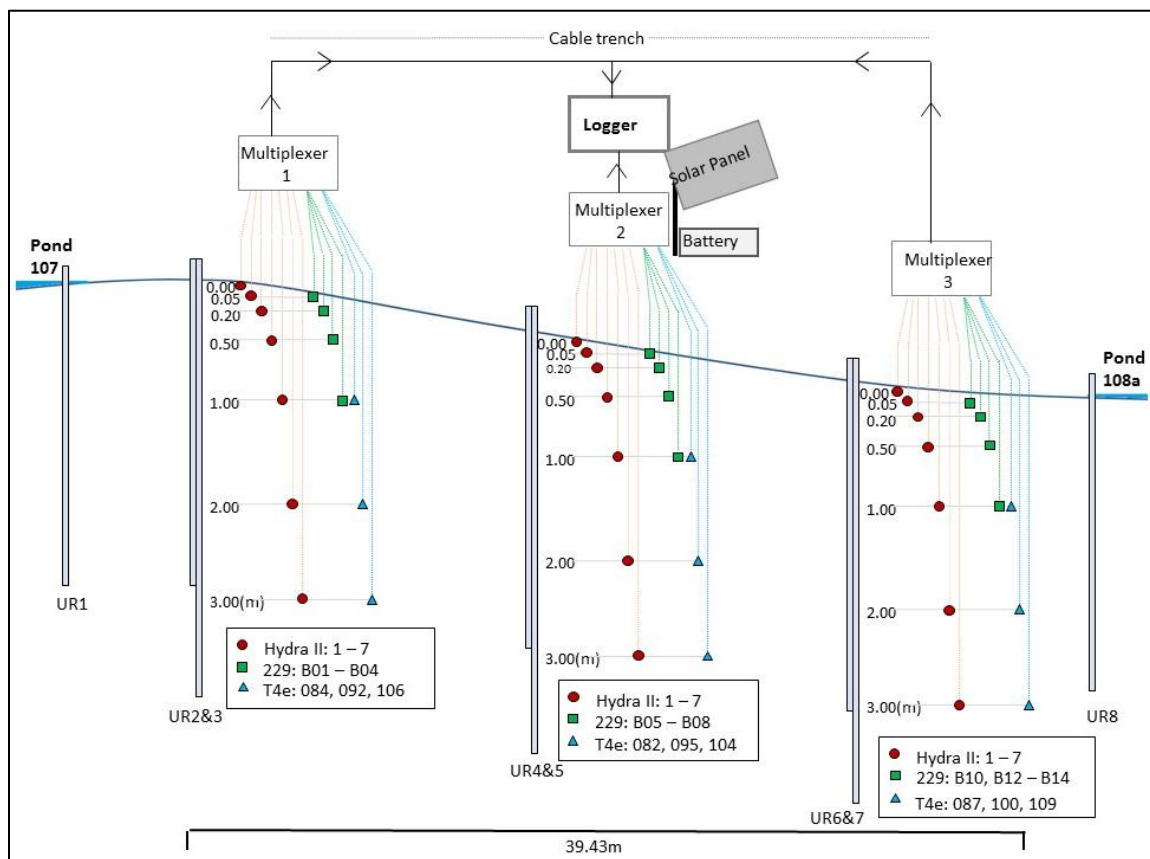 Cable trench
Logger
Multiplexer
1
Solar Panel
Multiplexer
2
Battery
Multiplexer
3
Pond
107
Pond
108a
0.00
0.05
0.20
0.50
1.00
2.00
3.00(m)
0.00
0.05
0.20
0.50
1.00
2.00
3.00(m)
0.00
0.05
0.20
0.50
1.00
2.00
3.00(m)
UR1
UR2&3
UR4&5
UR6&7
UR8
Hydra II: 1 – 7
229: B01 – B04
T4e: 084, 092, 106
Hydra II: 1 – 7
229: B05 – B08
T4e: 082, 095, 104
Hydra II: 1 – 7
229: B10, B12 – B14
T4e: 087, 100, 109
39.43m